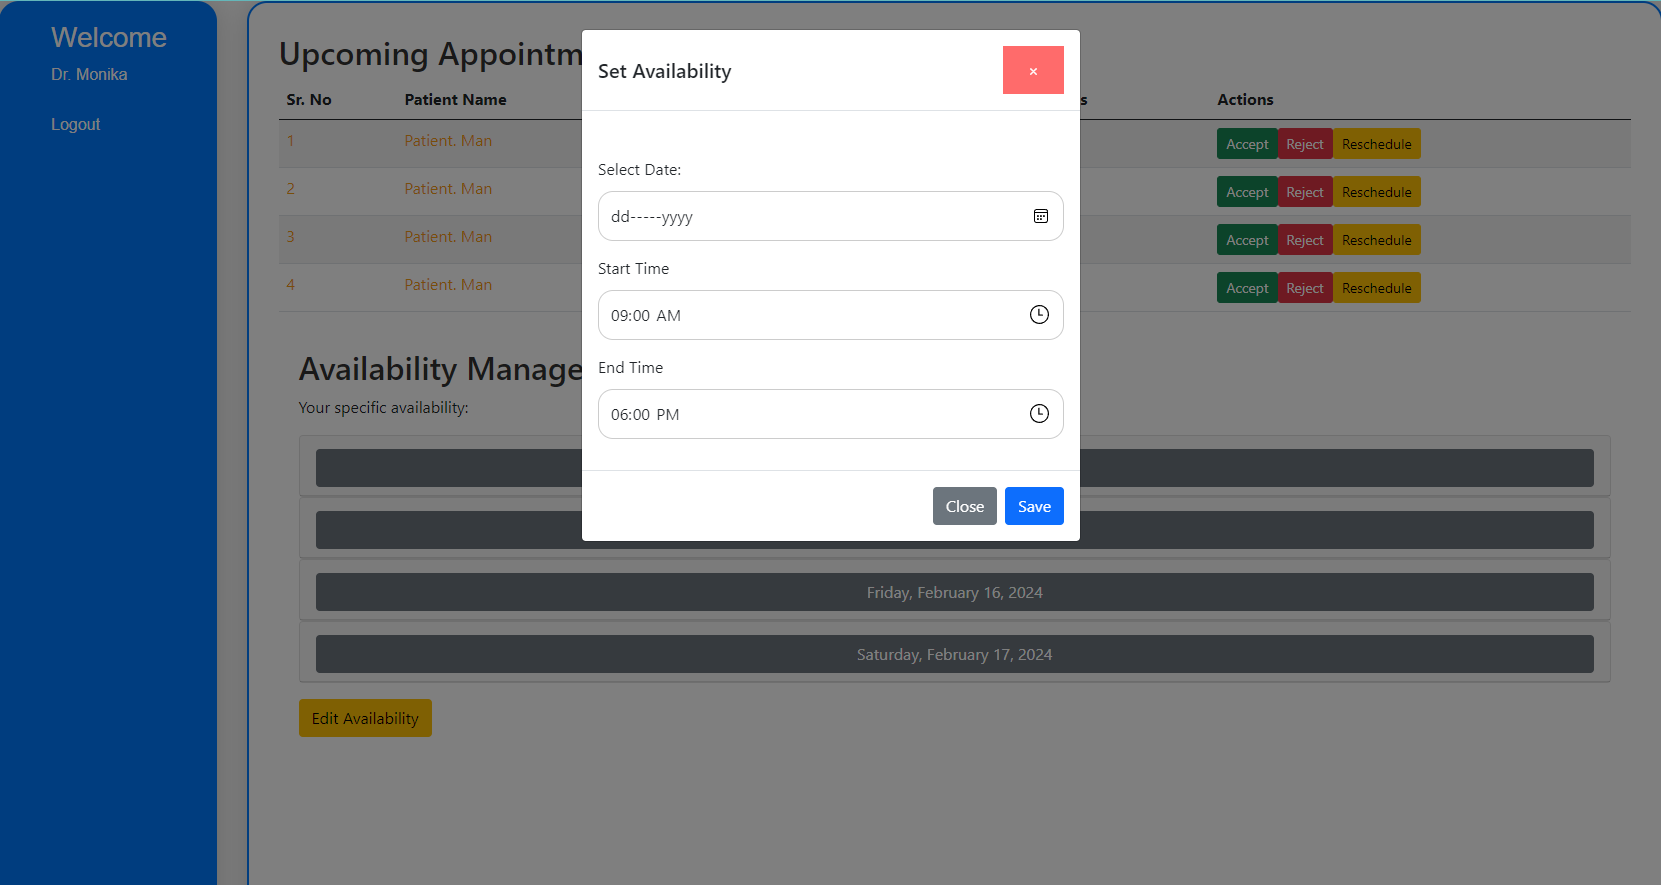 Welcome
Dr. Monika
Logout
Upcoming Appointm
Sr. No Patient Name s Actions
1 Patient. Man Accept Reject Reschedule
2 Patient. Man Accept Reject Reschedule
3 Patient. Man Accept Reject Reschedule
4 Patient. Man Accept Reject Reschedule
Set Availability ×
Select Date:
dd-----yyyy
Start Time
09:00 AM
End Time
06:00 PM
Close Save
Availability Manage
Your specific availability:
Friday, February 16, 2024
Saturday, February 17, 2024
Edit Availability